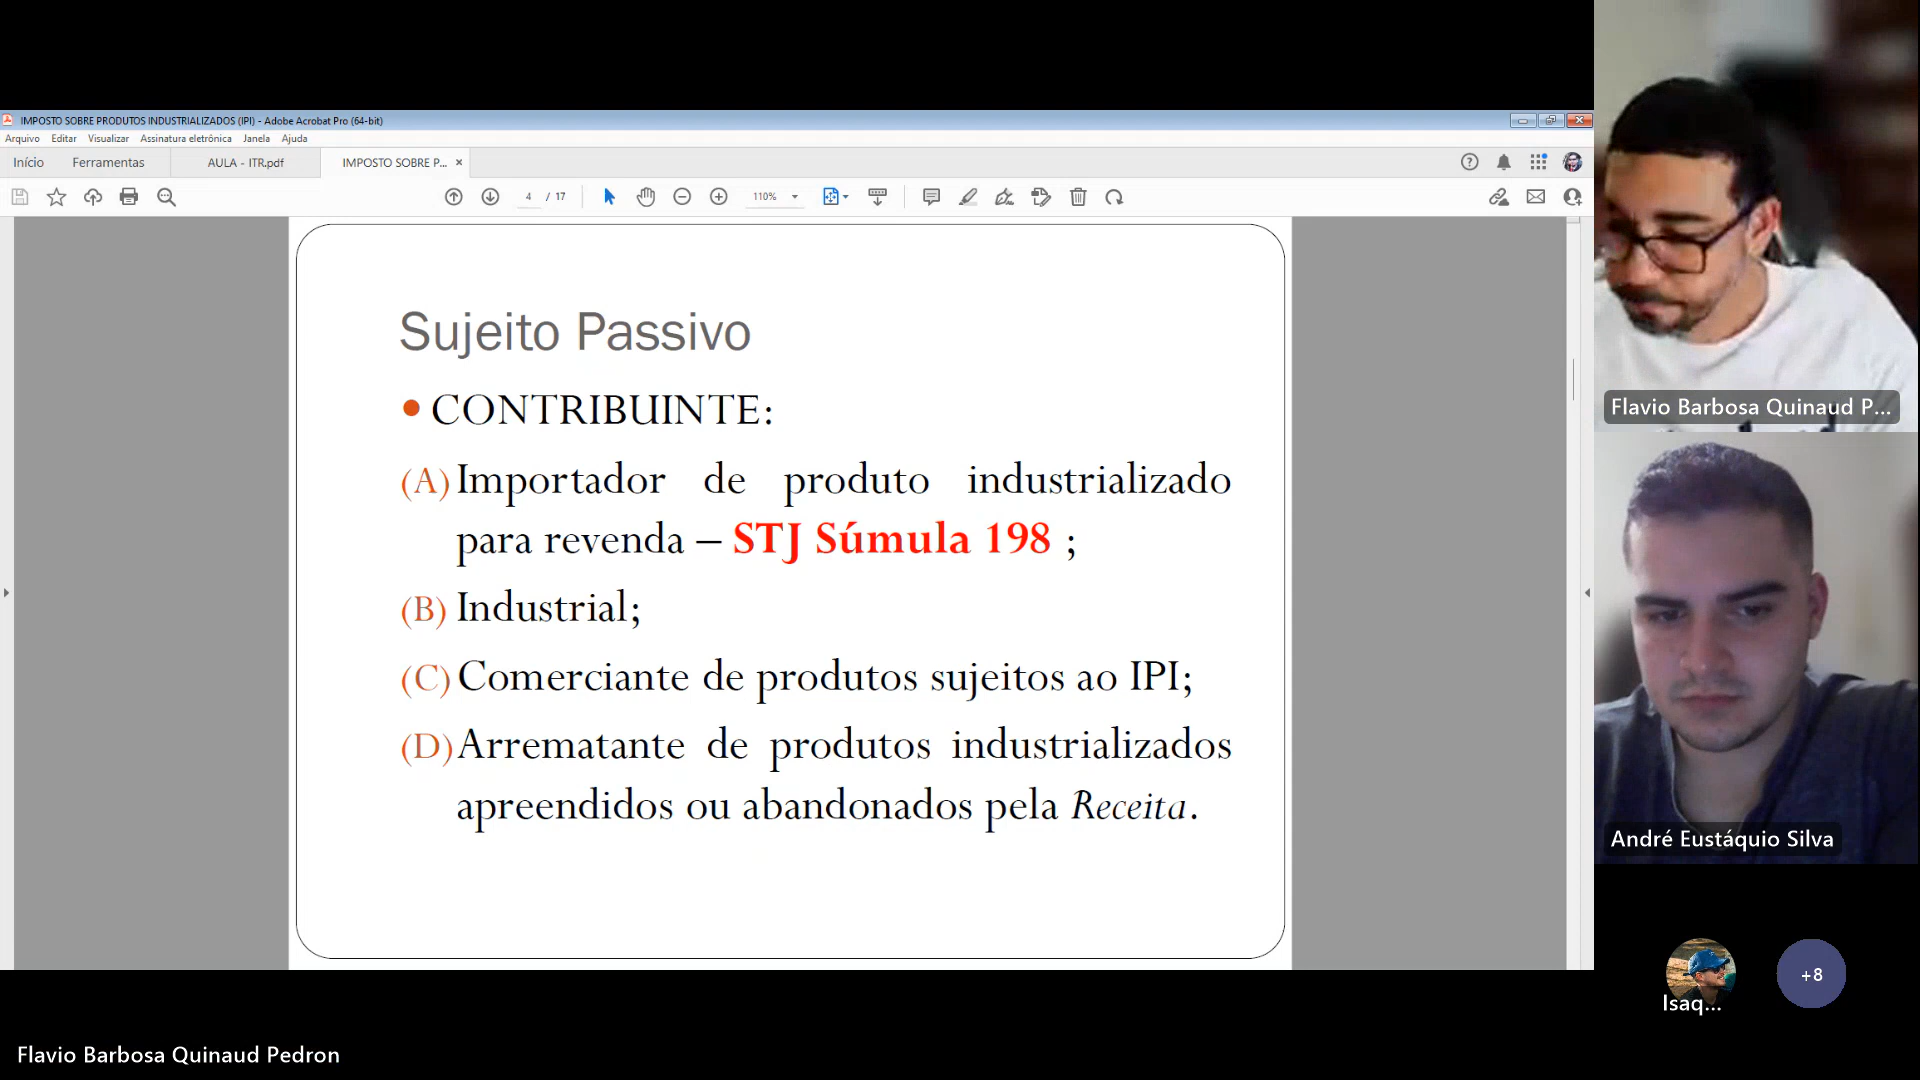 IMPOSTO SOBRE PRODUTOS INDUSTRIALIZADOS (IPI) - Adobe Acrobat Pro (64-bit)
Arquivo Editar Visualizar Assinatura eletrônica Janela Ajuda
Início Ferramentas AULA - ITR.pdf IMPOSTO SOBRE P... ×
4 / 17 110%
Sujeito Passivo
• CONTRIBUINTE:
(A) Importador de produto industrializado
para revenda – STJ Súmula 198 ;
(B) Industrial;
(C) Comerciante de produtos sujeitos ao IPI;
(D) Arrematante de produtos industrializados
apreendidos ou abandonados pela Receita.
Flavio Barbosa Quinaud P...
André Eustáquio Silva
Isaq...
+8
Flavio Barbosa Quinaud Pedron